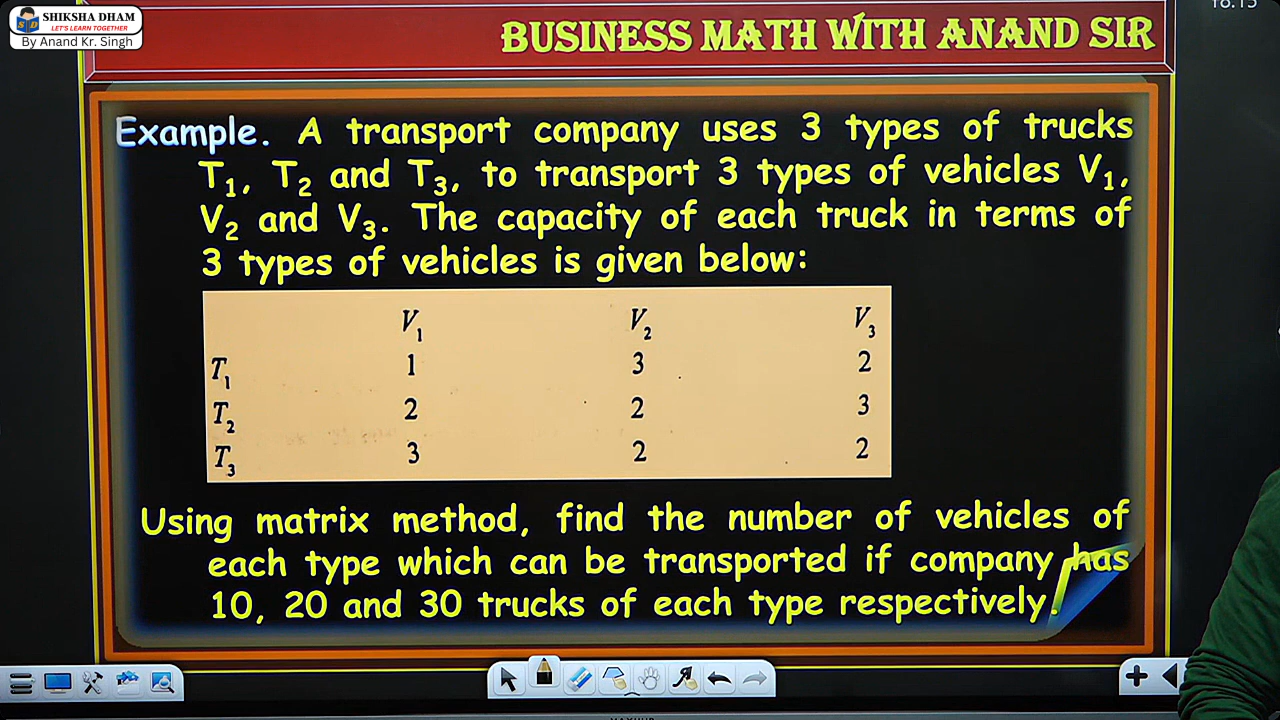 SHIKSHA DHAM
LET'S LEARN TOGETHER
By Anand Kr. Singh
BUSINESS MATH WITH ANAND SIR
Example. A transport company uses 3 types of trucks
T₁, T₂ and T₃, to transport 3 types of vehicles V₁,
V₂ and V₃. The capacity of each truck in terms of
3 types of vehicles is given below:
V₁ V₂ V₃
T₁ 1 3 2
T₂ 2 2 3
T₃ 3 2 2
Using matrix method, find the number of vehicles of
each type which can be transported if company has
10, 20 and 30 trucks of each type respectively.